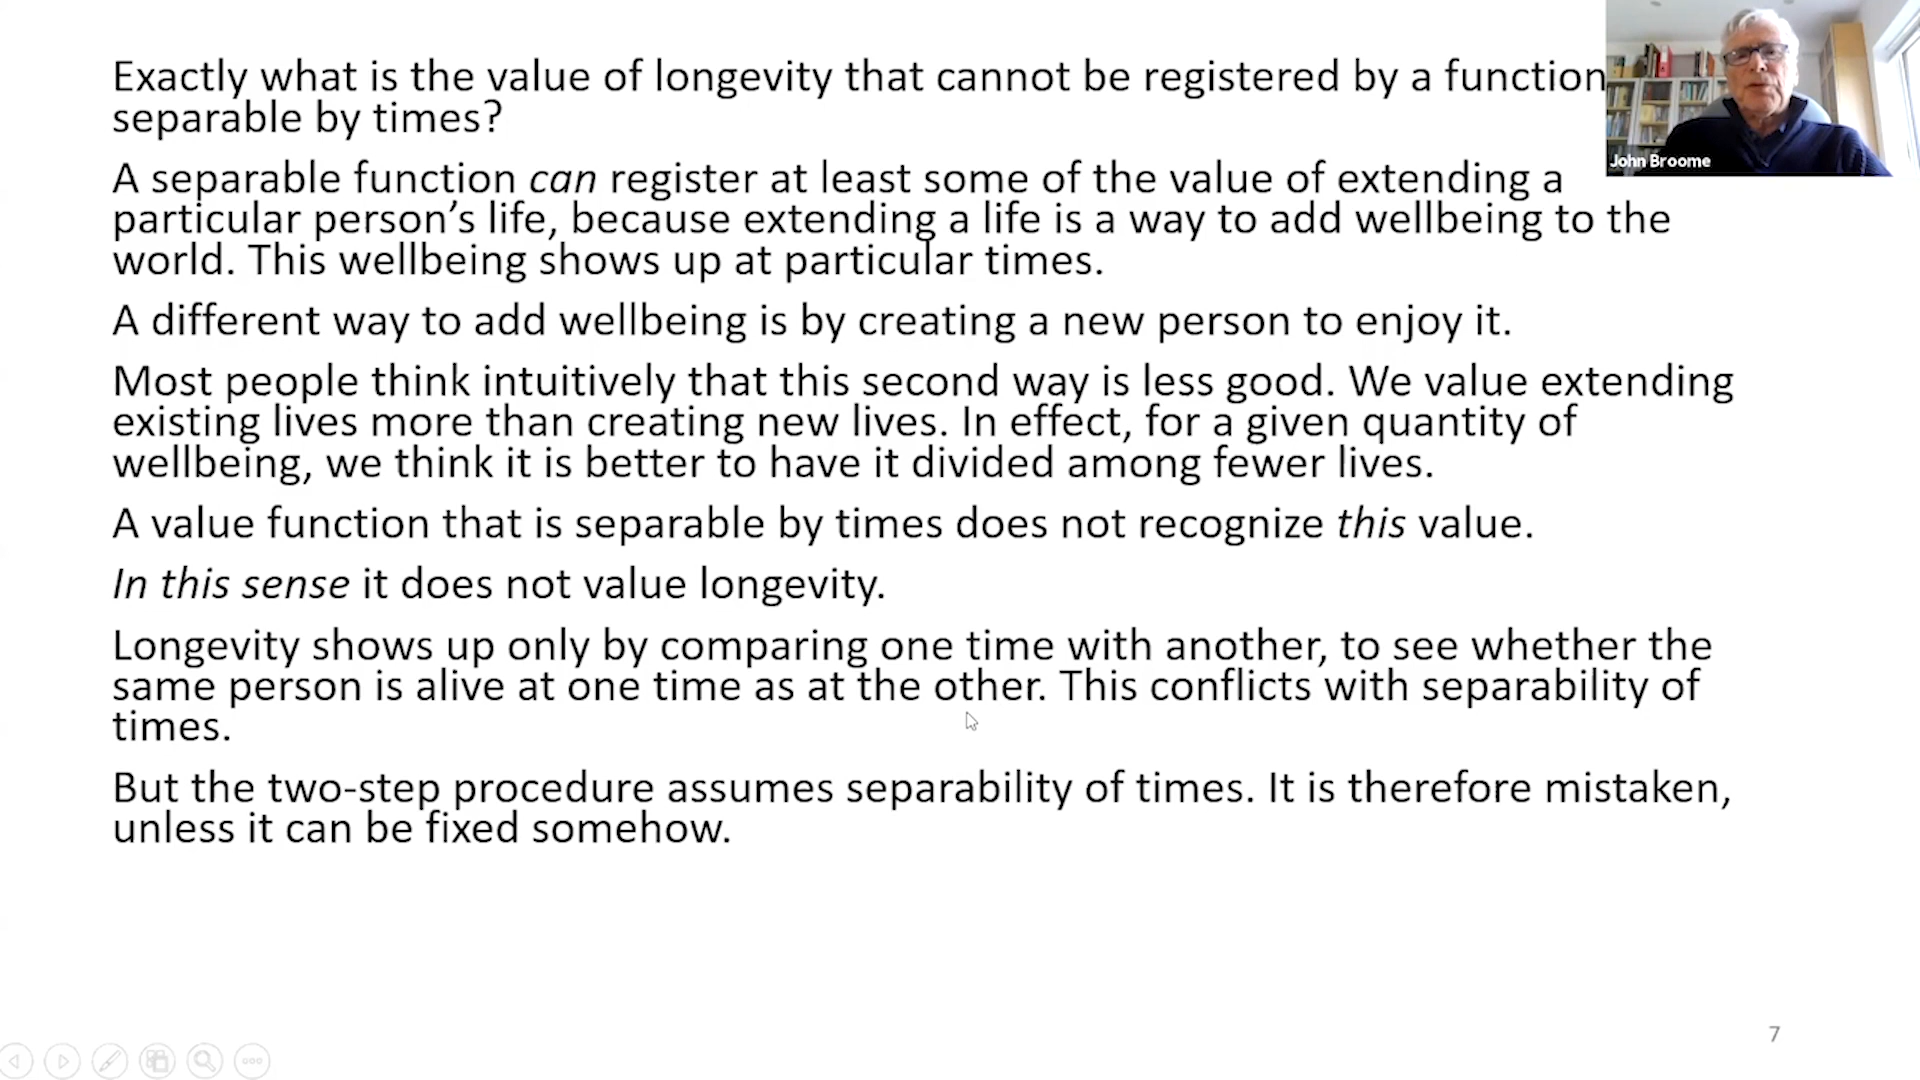 Exactly what is the value of longevity that cannot be registered by a function
separable by times?
A separable function can register at least some of the value of extending a
particular person’s life, because extending a life is a way to add wellbeing to the
world. This wellbeing shows up at particular times.
A different way to add wellbeing is by creating a new person to enjoy it.
Most people think intuitively that this second way is less good. We value extending
existing lives more than creating new lives. In effect, for a given quantity of
wellbeing, we think it is better to have it divided among fewer lives.
A value function that is separable by times does not recognize this value.
In this sense it does not value longevity.
Longevity shows up only by comparing one time with another, to see whether the
same person is alive at one time as at the other. This conflicts with separability of
times.
But the two-step procedure assumes separability of times. It is therefore mistaken,
unless it can be fixed somehow.
John Broome
7